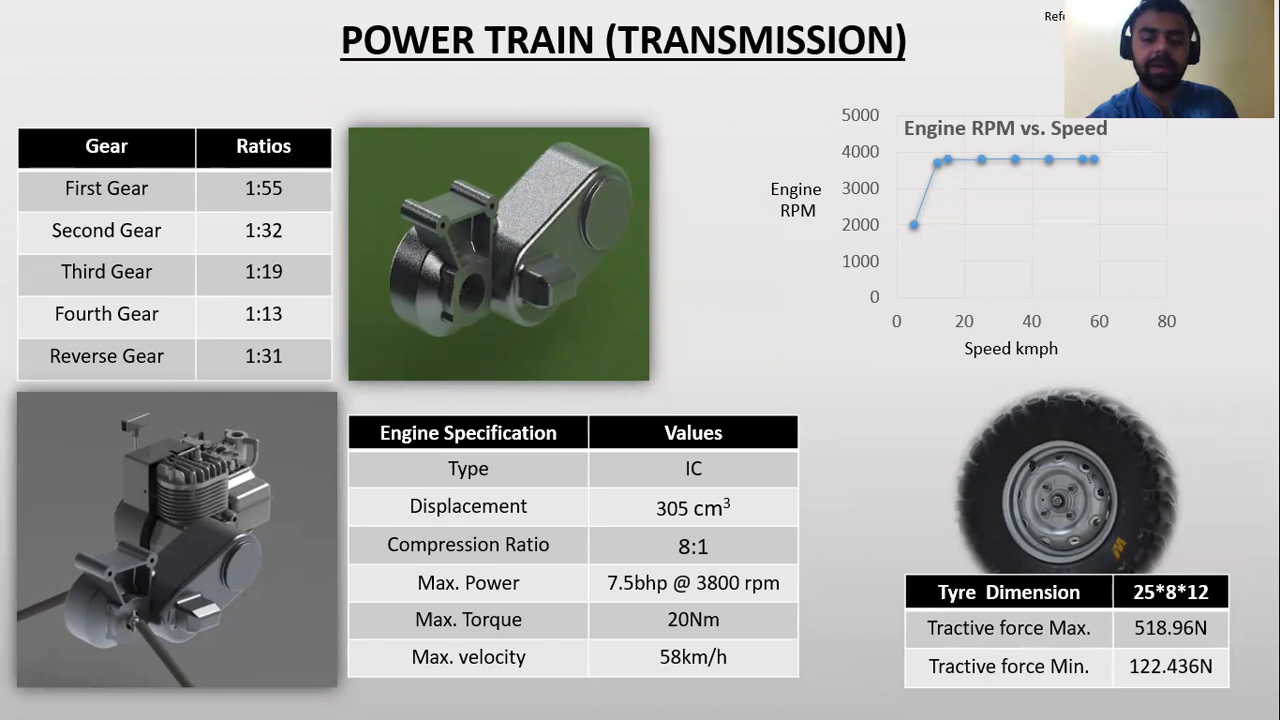 POWER TRAIN (TRANSMISSION)
Gear Ratios
First Gear 1:55
Second Gear 1:32
Third Gear 1:19
Fourth Gear 1:13
Reverse Gear 1:31
Engine RPM vs. Speed
5000
4000
3000
2000
1000
0
Engine
RPM
0 20 40 60 80
Speed kmph
Engine Specification Values
Type IC
Displacement 305 cm³
Compression Ratio 8:1
Max. Power 7.5bhp @ 3800 rpm
Max. Torque 20Nm
Max. velocity 58km/h
Tyre Dimension 25*8*12
Tractive force Max. 518.96N
Tractive force Min. 122.436N